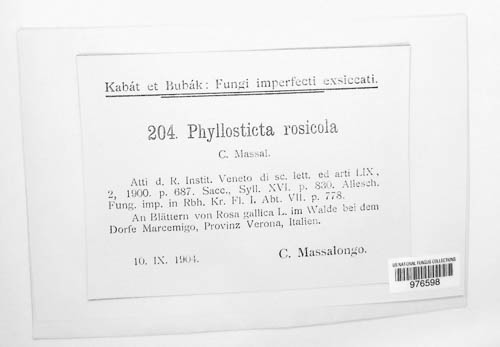 Kabát et Bubák: Fungi imperfecti exsiccati.
204. Phyllosticta rosicola
C. Massal.
Atti d. R. Instit. Veneto di sc. lett. ed arti LIX,
2, 1900. p. 687. Sacc., Syll. XVI. p. 830. Allesch.
Fung. imp. in Rbh. Kr. Fl. I. Abt. VII. p. 778.
An Blättern von Rosa gallica L. im Walde bei dem
Dorfe Marcemigo, Provinz Verona, Italien.
10. IX. 1904.
C. Massalongo.
US NATIONAL FUNGUS COLLECTIONS
976598